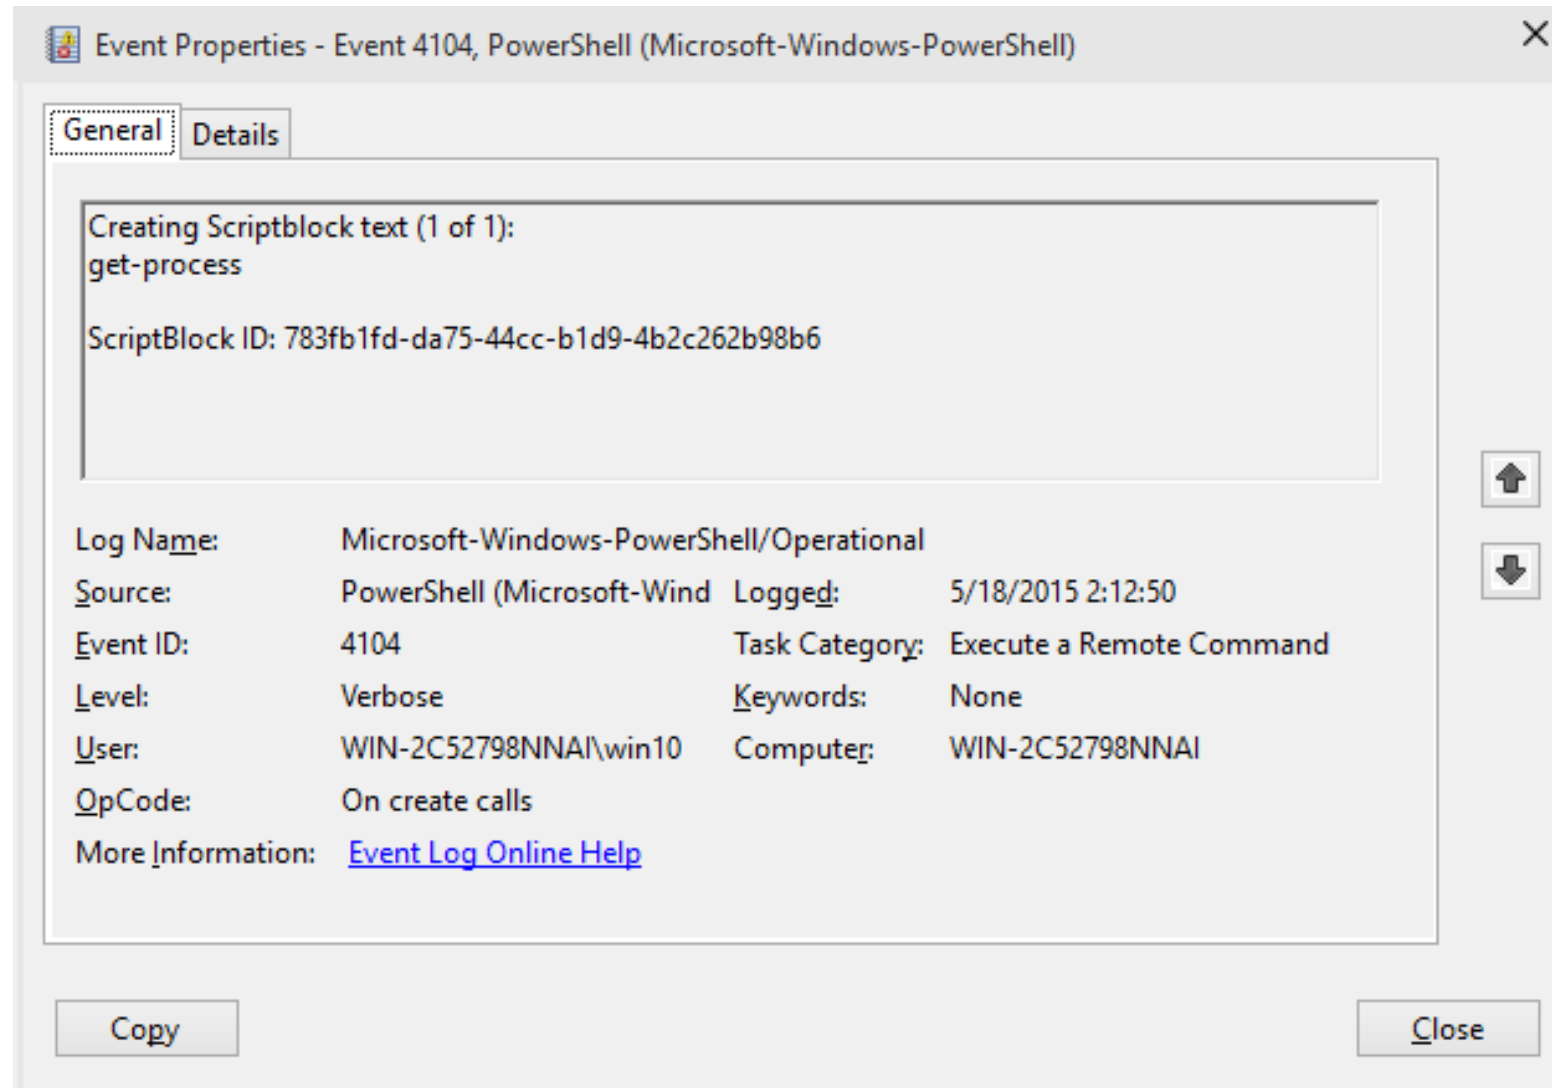 Event Properties - Event 4104, PowerShell (Microsoft-Windows-PowerShell)
General Details
Creating Scriptblock text (1 of 1):
get-process
ScriptBlock ID: 783fb1fd-da75-44cc-b1d9-4b2c262b98b6
Log Name: Microsoft-Windows-PowerShell/Operational
Source: PowerShell (Microsoft-Wind Logged: 5/18/2015 2:12:50
Event ID: 4104 Task Category: Execute a Remote Command
Level: Verbose Keywords: None
User: WIN-2C52798NNAI\win10 Computer: WIN-2C52798NNAI
OpCode: On create calls
More Information: Event Log Online Help
Copy Close